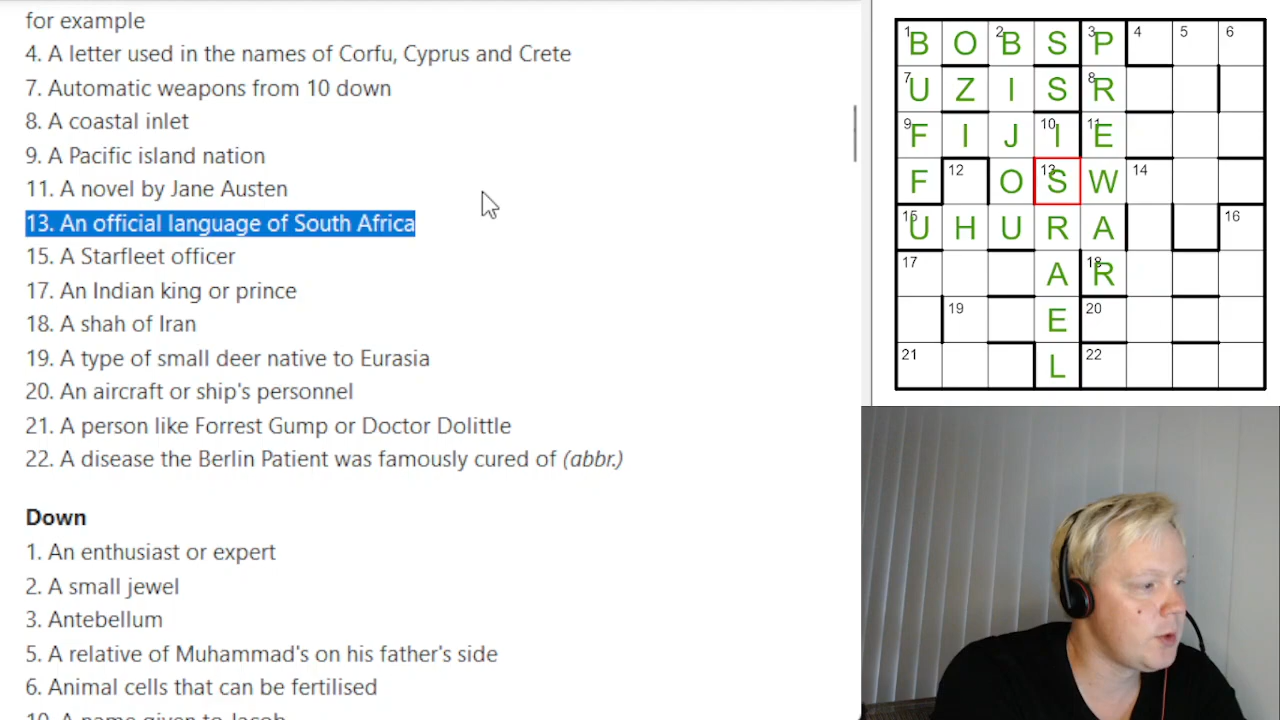 for example
4. A letter used in the names of Corfu, Cyprus and Crete
7. Automatic weapons from 10 down
8. A coastal inlet
9. A Pacific island nation
11. A novel by Jane Austen
13. An official language of South Africa
15. A Starfleet officer
17. An Indian king or prince
18. A shah of Iran
19. A type of small deer native to Eurasia
20. An aircraft or ship's personnel
21. A person like Forrest Gump or Doctor Dolittle
22. A disease the Berlin Patient was famously cured of (abbr.)
Down
1. An enthusiast or expert
2. A small jewel
3. Antebellum
5. A relative of Muhammad's on his father's side
6. Animal cells that can be fertilised
10. A name given to Jacob
1 B O 2 B S 3 P 4 5 6
7 U Z I S 8 R
9 F I J 10 I 11 E
F 12 O 13 S W 14
15 U H U R A 16
17 A 18 R
19 E 20
21 L 22